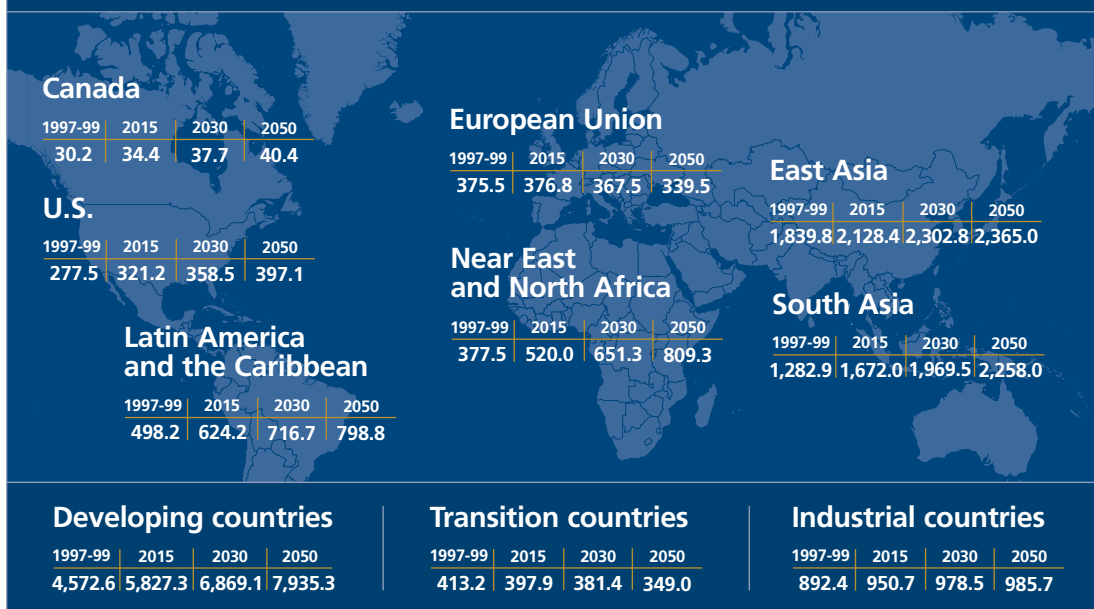 Canada
1997-99 2015 2030 2050
30.2 34.4 37.7 40.4
U.S.
1997-99 2015 2030 2050
277.5 321.2 358.5 397.1
Latin America
and the Caribbean
1997-99 2015 2030 2050
498.2 624.2 716.7 798.8
European Union
1997-99 2015 2030 2050
375.5 376.8 367.5 339.5
Near East
and North Africa
1997-99 2015 2030 2050
377.5 520.0 651.3 809.3
East Asia
1997-99 2015 2030 2050
1,839.8 2,128.4 2,302.8 2,365.0
South Asia
1997-99 2015 2030 2050
1,282.9 1,672.0 1,969.5 2,258.0
Developing countries
1997-99 2015 2030 2050
4,572.6 5,827.3 6,869.1 7,935.3
Transition countries
1997-99 2015 2030 2050
413.2 397.9 381.4 349.0
Industrial countries
1997-99 2015 2030 2050
892.4 950.7 978.5 985.7